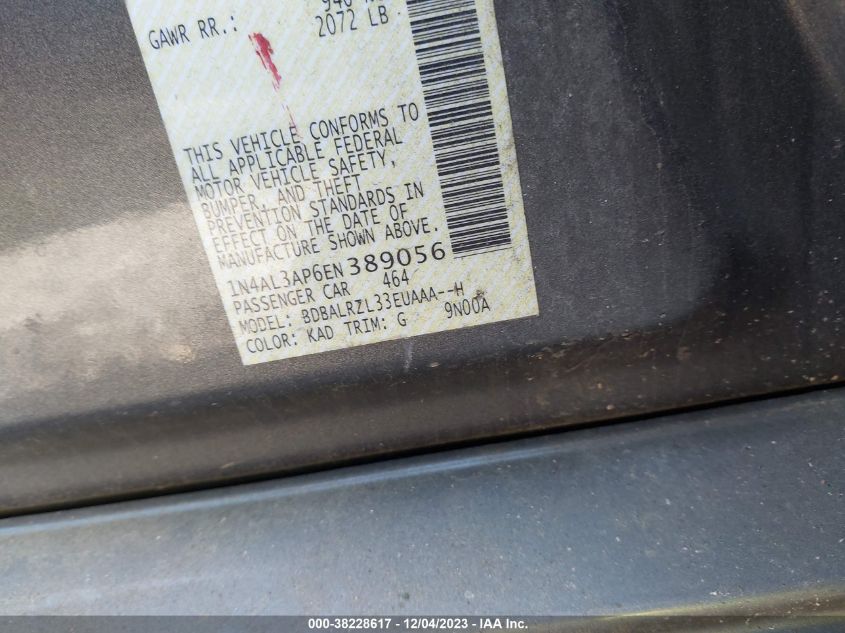 GAWR RR.:
2072 LB
THIS VEHICLE CONFORMS TO
ALL APPLICABLE FEDERAL
MOTOR VEHICLE SAFETY,
BUMPER, AND THEFT
PREVENTION STANDARDS IN
EFFECT ON THE DATE OF
MANUFACTURE SHOWN ABOVE.
1N4AL3AP6EN 389056
PASSENGER CAR 464
MODEL: BDBALRZL33EUAAA--H
COLOR: KAD TRIM: G 9N00A
000-38228617 - 12/04/2023 - IAA Inc.